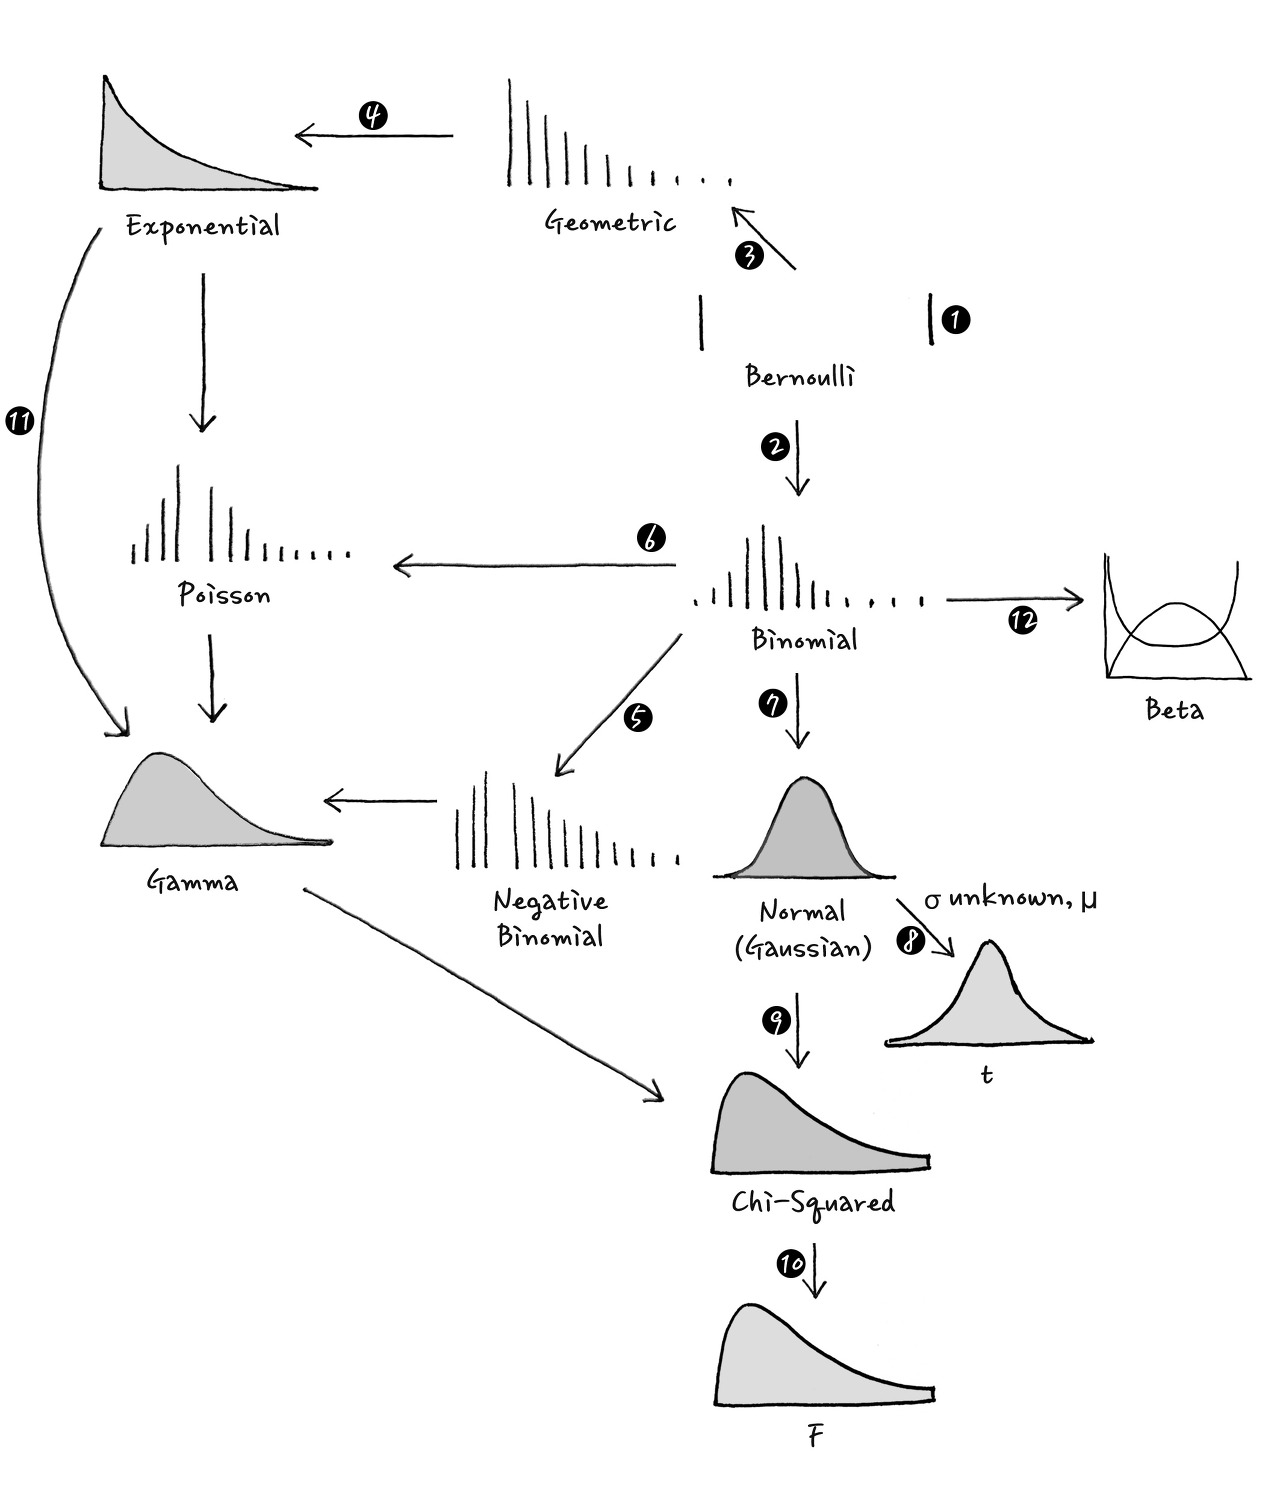 4
Exponential
Geometric
3
1
Bernoulli
11
2
6
Poisson
12
Binomial
5
7
Beta
Gamma
Negative
Binomial
Normal
(Gaussian)
σ unknown, μ
8
9
t
Chi-Squared
10
F